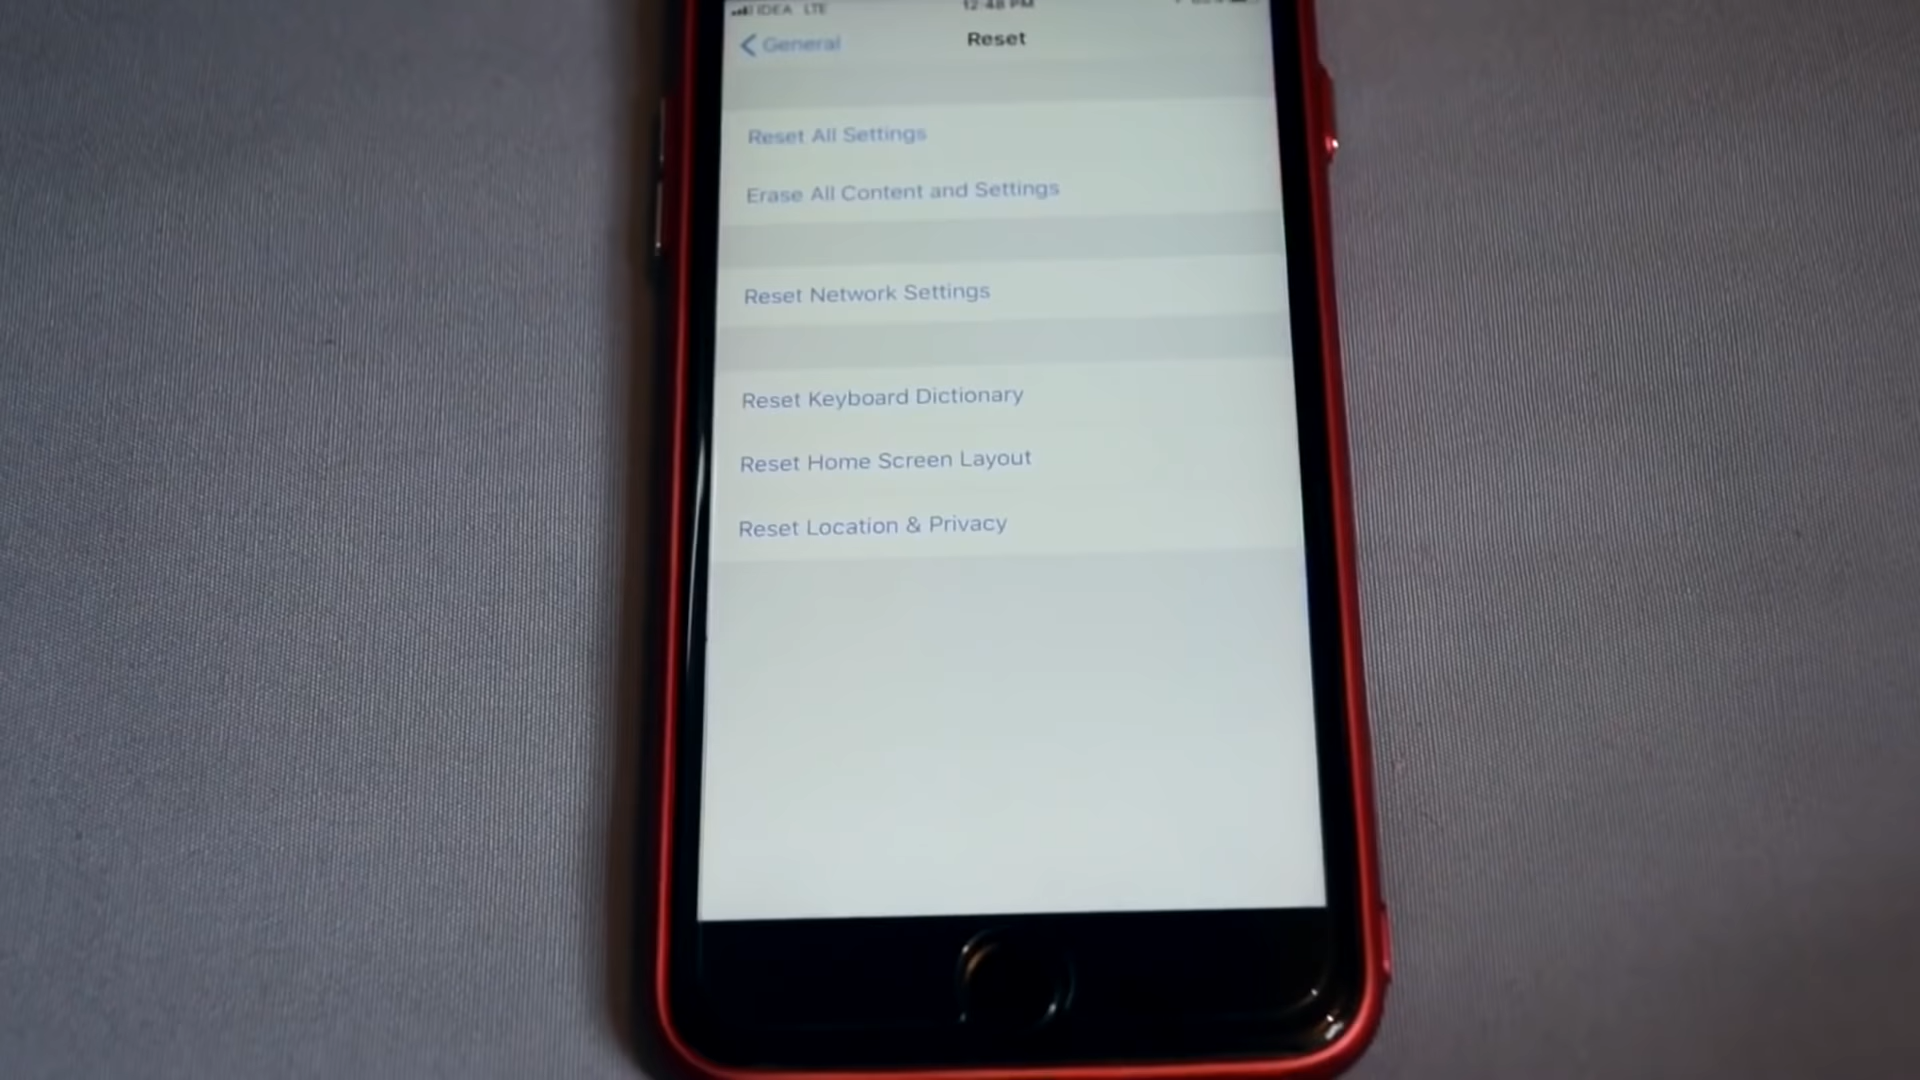 IDEA LTE 12:48 PM
General Reset
Reset All Settings
Erase All Content and Settings
Reset Network Settings
Reset Keyboard Dictionary
Reset Home Screen Layout
Reset Location & Privacy